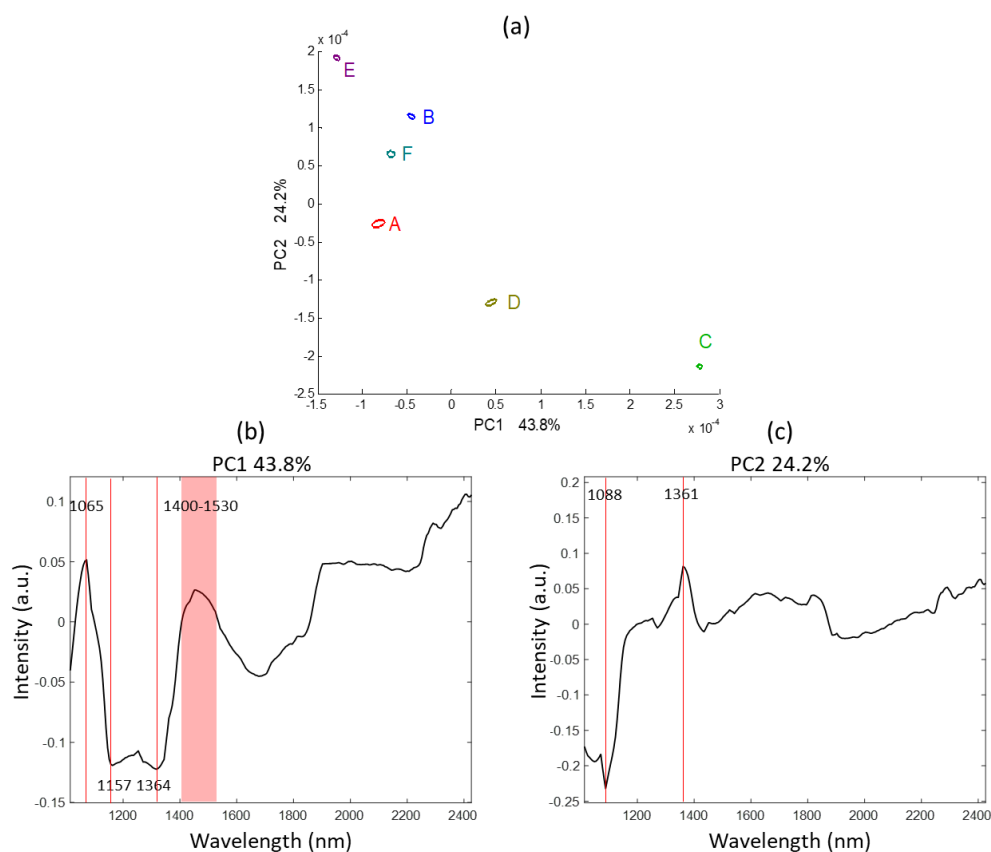 (a)
x 10⁻⁴
2
1.5
1
0.5
0
-0.5
-1
-1.5
-2
-2.5
PC2 24.2%
E
B
F
A
D
C
-1.5 -1 -0.5 0 0.5 1 1.5 2 2.5 3
PC1 43.8%
x 10⁻⁴
(b)
PC1 43.8%
0.1
0.05
0
-0.05
-0.1
-0.15
Intensity (a.u.)
1065
1400-1530
1157 1364
1200 1400 1600 1800 2000 2200 2400
Wavelength (nm)
(c)
PC2 24.2%
0.2
0.15
0.1
0.05
0
-0.05
-0.1
-0.15
-0.2
-0.25
Intensity (a.u.)
1088
1361
1200 1400 1600 1800 2000 2200 2400
Wavelength (nm)